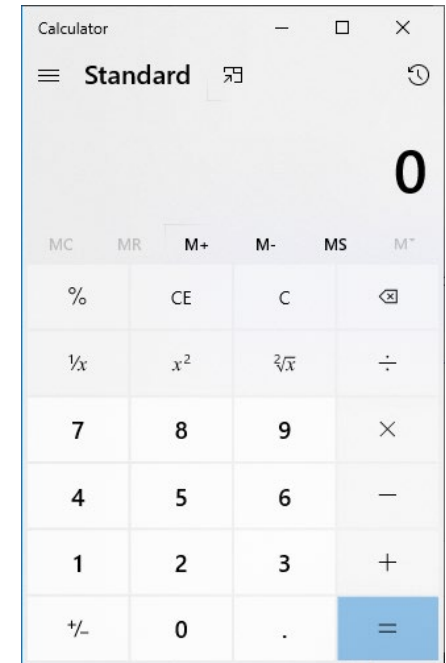 Calculator
Standard
0
MC MR M+ M- MS M˅
% CE C
¹/x x² ²√x ÷
7 8 9 ×
4 5 6 −
1 2 3 +
+/− 0 . =